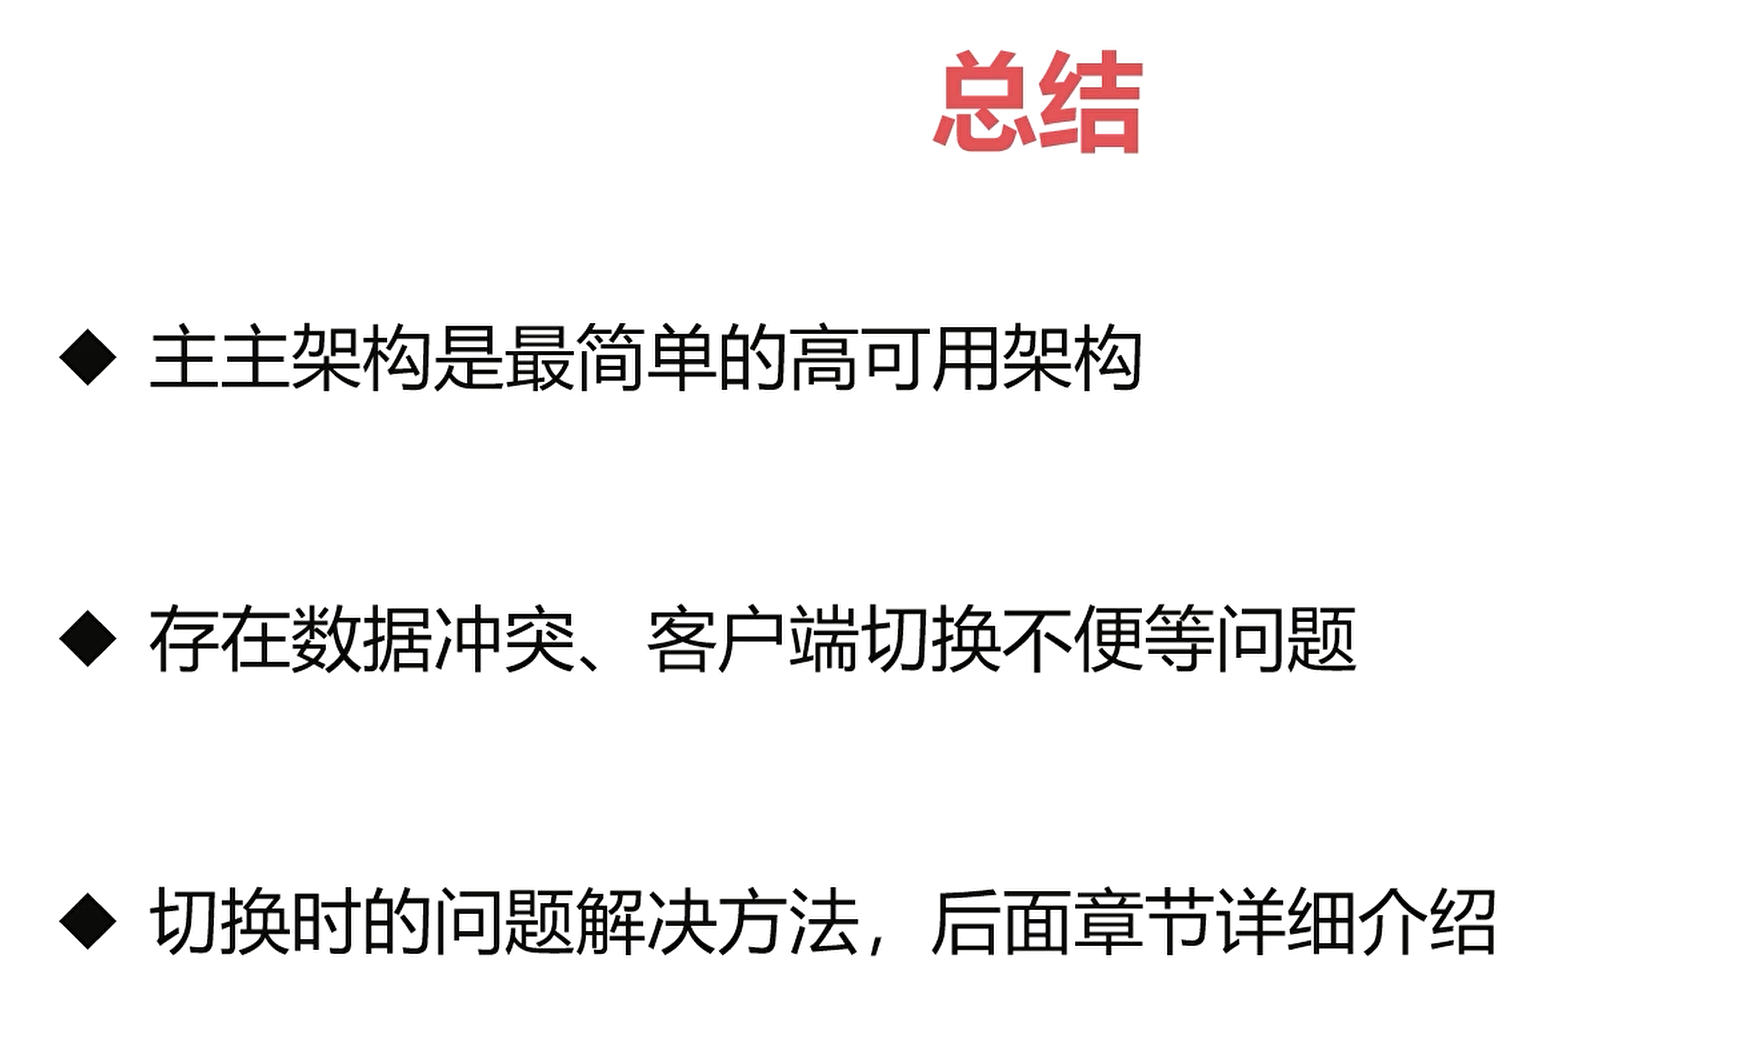 总结
◆ 主主架构是最简单的高可用架构
◆ 存在数据冲突、客户端切换不便等问题
◆ 切换时的问题解决方法，后面章节详细介绍